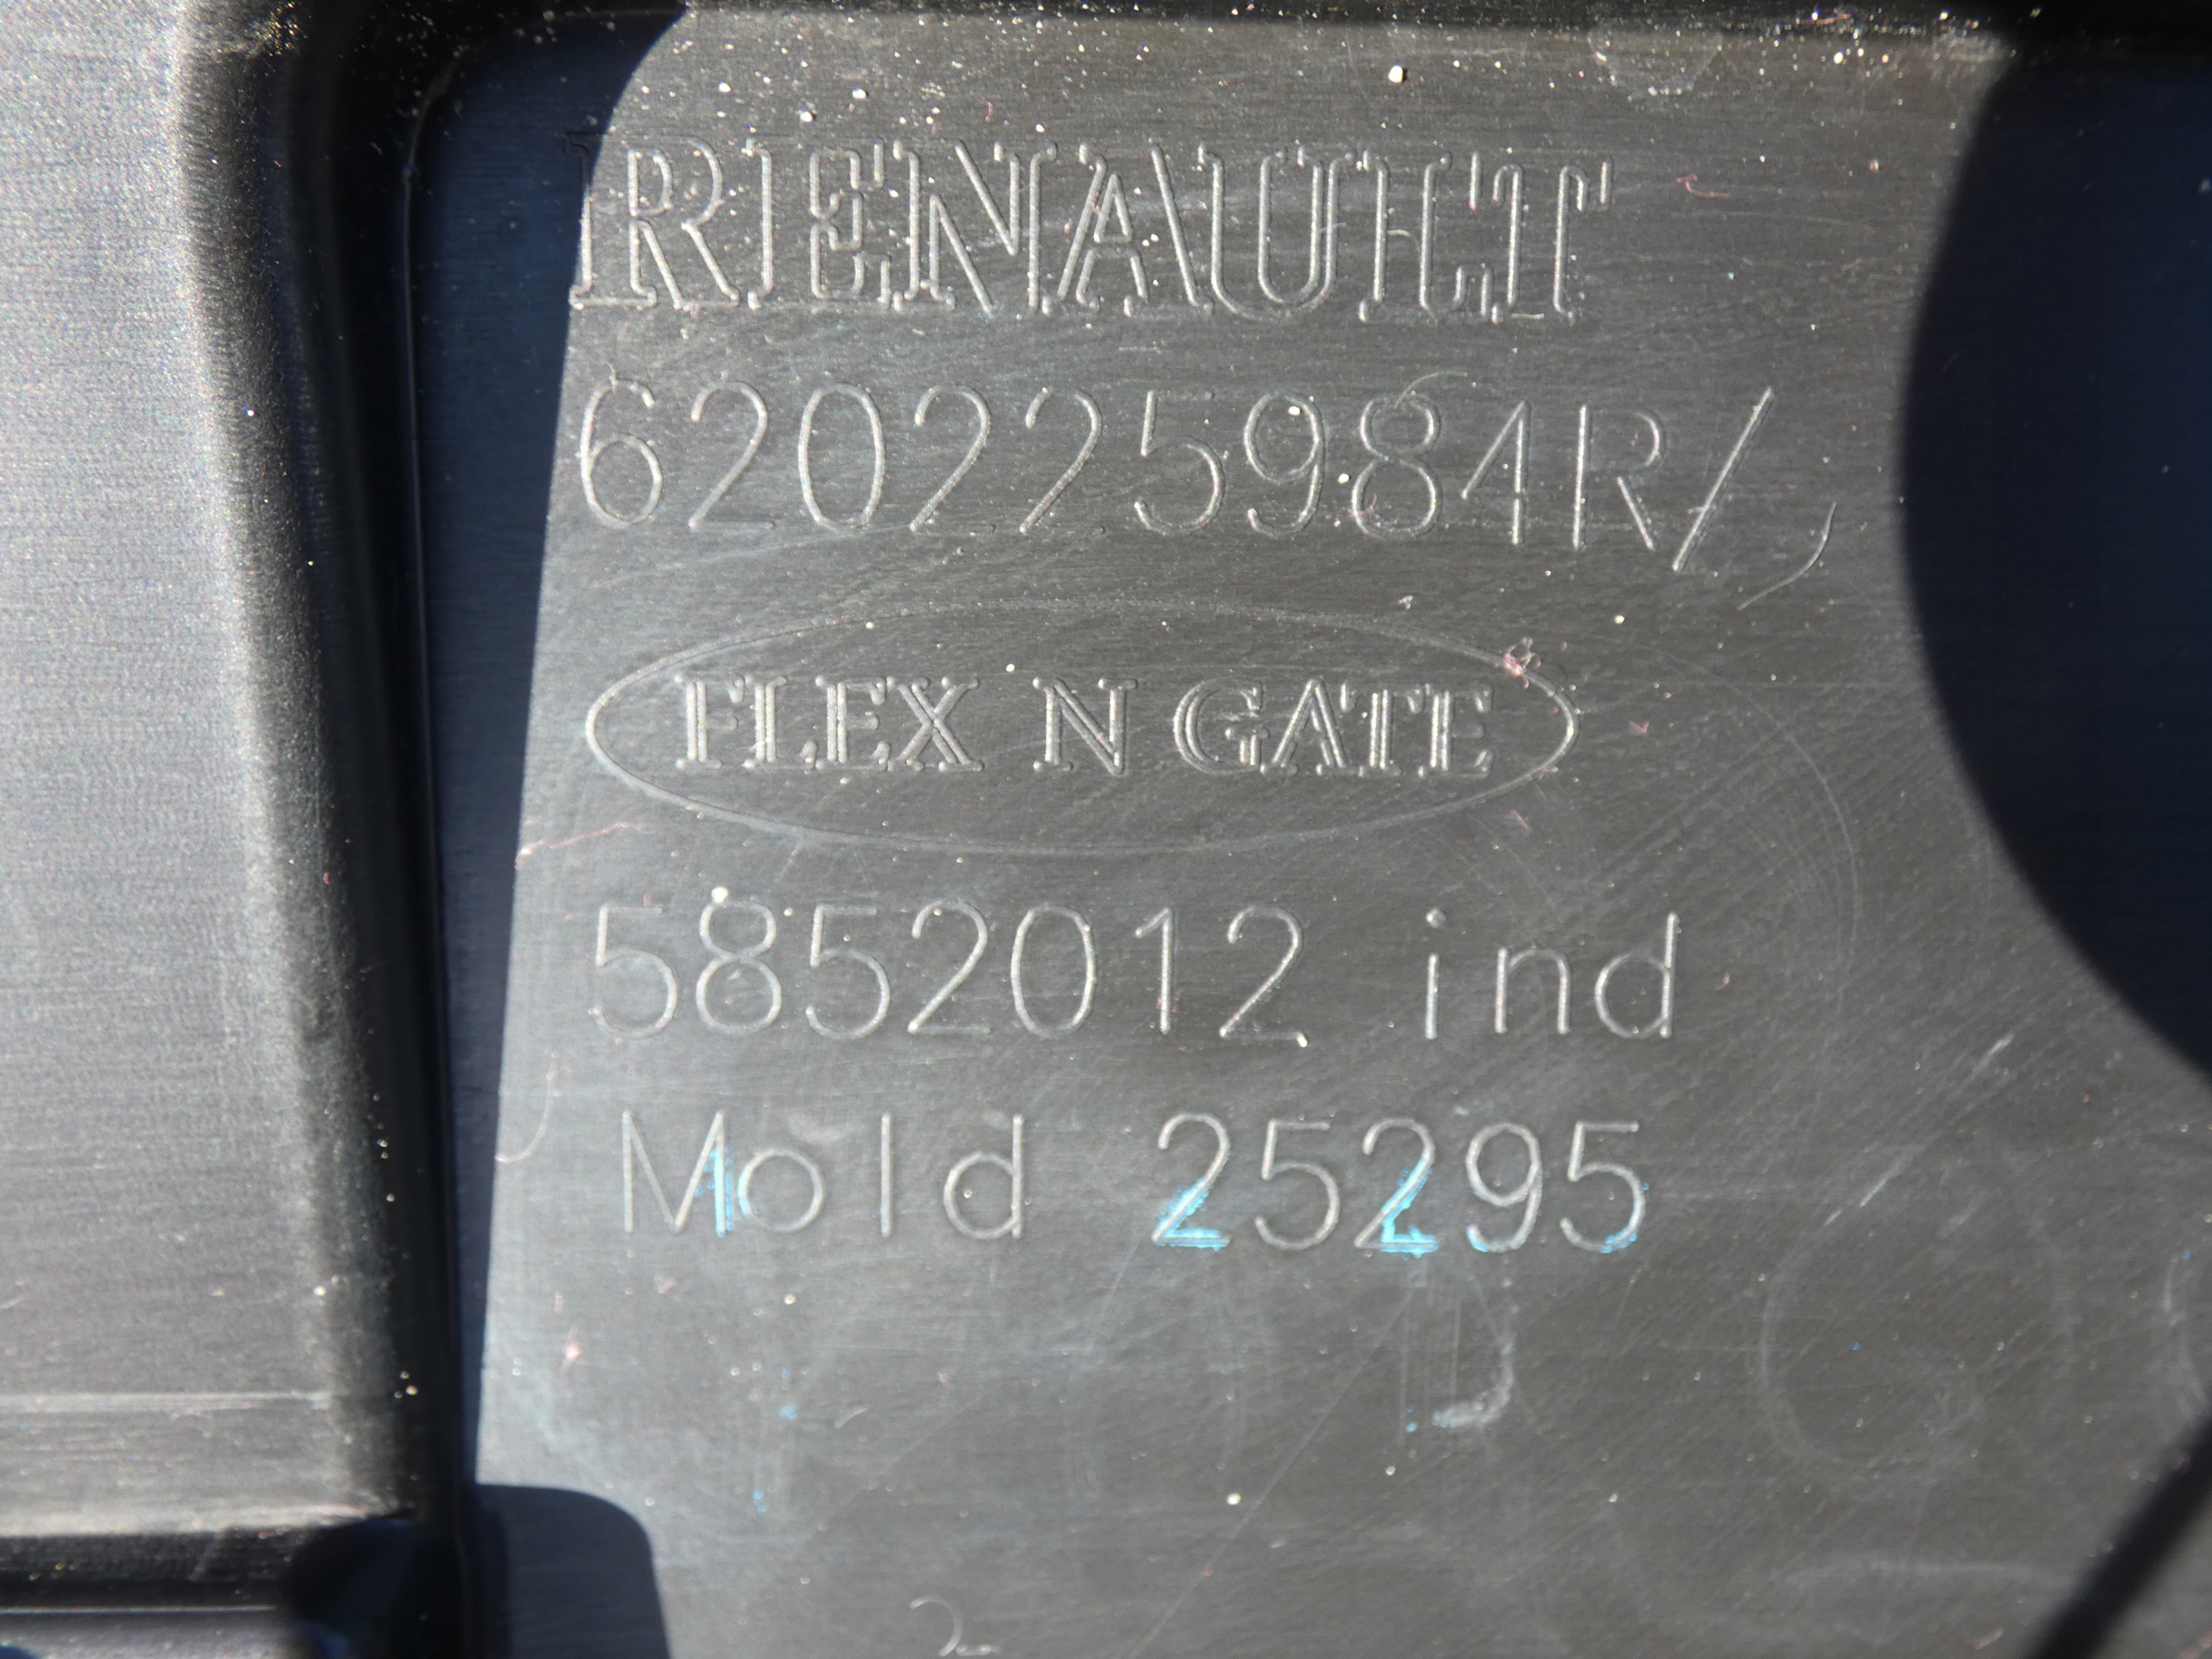 RENAULT
620225984R/
FLEX N GATE
5852012 ind
Mold 25295